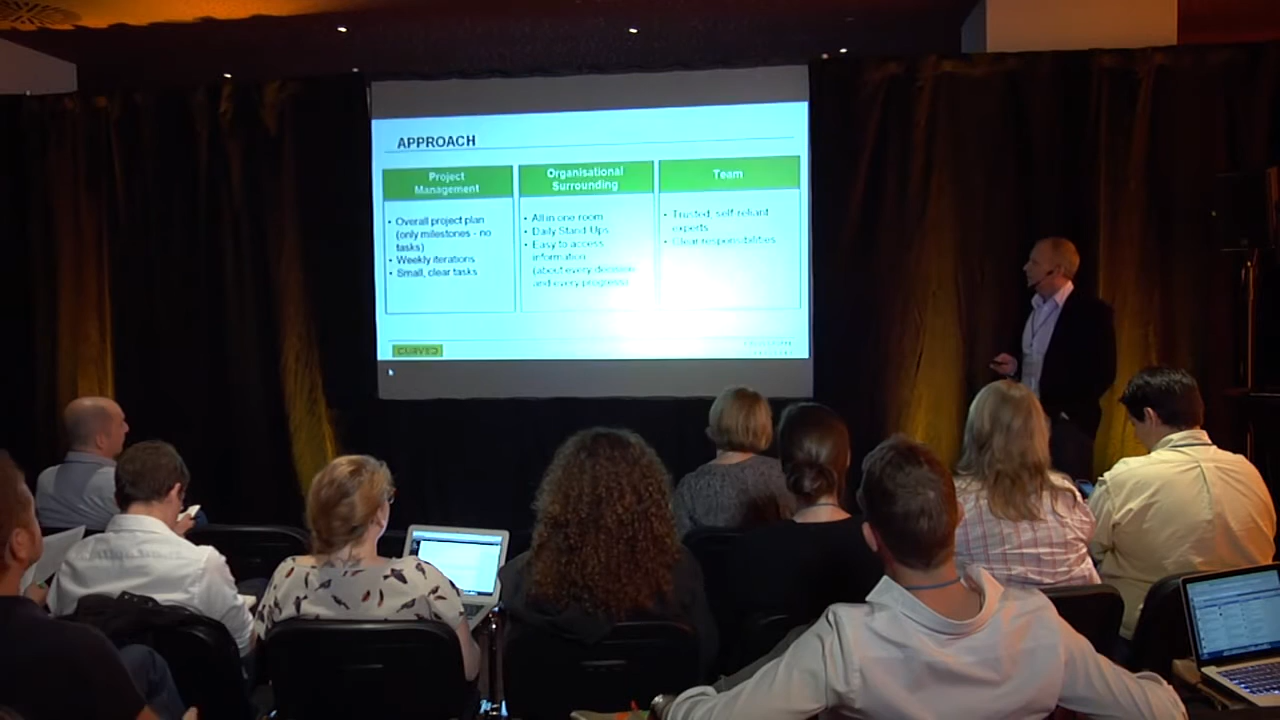 APPROACH
Project
Management
• Overall project plan
(only milestones - no
tasks)
• Weekly iterations
• Small, clear tasks
Organisational
Surrounding
• All in one room
• Daily Stand-Ups
• Easy to access
information
(about every decision
and every progress)
Team
• Trusted, self-reliant
experts
• Clear responsibilities
CURVED